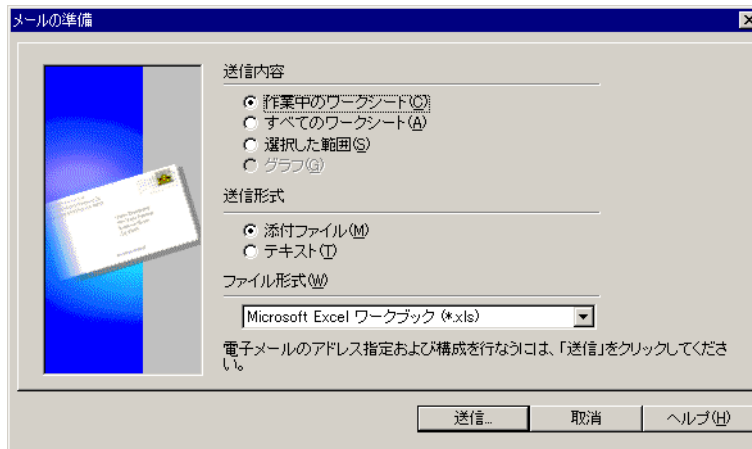 メールの準備
送信内容
作業中のワークシート(C)
すべてのワークシート(A)
選択した範囲(S)
グラフ(G)
送信形式
添付ファイル(M)
テキスト(T)
ファイル形式(W)
Microsoft Excel ワークブック (*.xls)
電子メールのアドレス指定および構成を行なうには、「送信」をクリックしてくださ
い。
送信... 取消 ヘルプ(H)